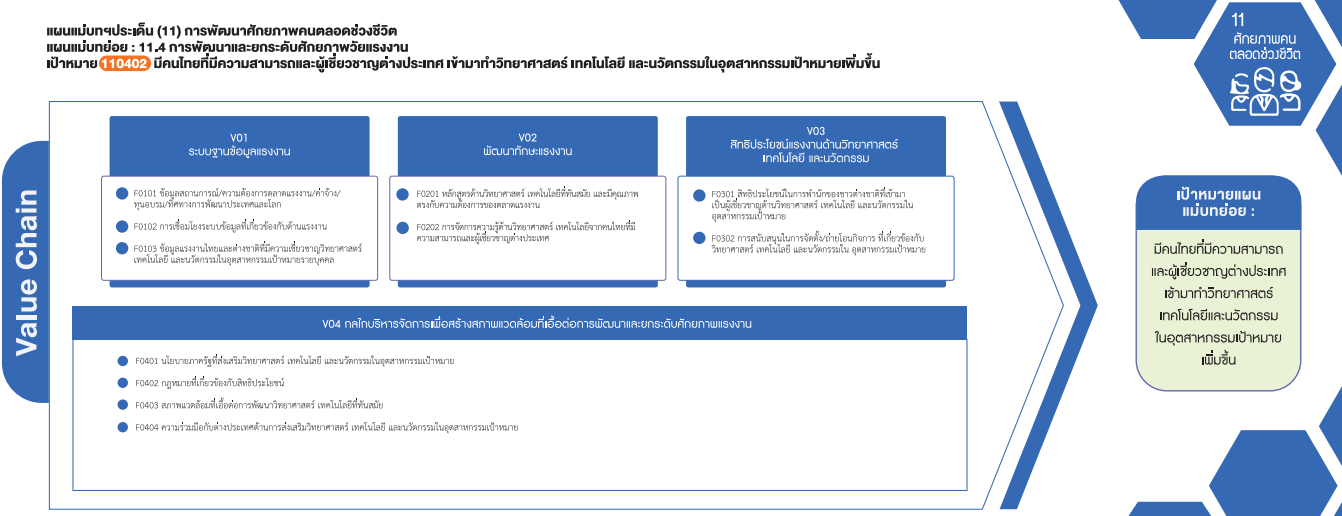 แผนแม่บทฯประเด็น (11) การพัฒนาศักยภาพคนตลอดช่วงชีวิต
แผนแม่บทย่อย : 11.4 การพัฒนาและยกระดับศักยภาพวัยแรงงาน
เป้าหมาย 110402 มีคนไทยที่มีความสามารถและผู้เชี่ยวชาญต่างประเทศ เข้ามาทำวิทยาศาสตร์ เทคโนโลยี และนวัตกรรมในอุตสาหกรรมเป้าหมายเพิ่มขึ้น
11
ศักยภาพคน
ตลอดช่วงชีวิต
Value Chain
V01
ระบบฐานข้อมูลแรงงาน
F0101 ข้อมูลสถานการณ์/ความต้องการตลาดแรงงาน/ค่าจ้าง/
ทุนอบรม/ทิศทางการพัฒนาประเทศและโลก
F0102 การเชื่อมโยงระบบข้อมูลที่เกี่ยวข้องกับด้านแรงงาน
F0103 ข้อมูลแรงงานไทยและต่างชาติที่มีความเชี่ยวชาญวิทยาศาสตร์
เทคโนโลยี และนวัตกรรมในอุตสาหกรรมเป้าหมายรายบุคคล
V02
พัฒนาทักษะแรงงาน
F0201 หลักสูตรด้านวิทยาศาสตร์ เทคโนโลยีที่ทันสมัย และมีคุณภาพ
ตรงกับความต้องการของตลาดแรงงาน
F0202 การจัดการความรู้ด้านวิทยาศาสตร์ เทคโนโลยีจากคนไทยที่มี
ความสามารถและผู้เชี่ยวชาญต่างประเทศ
V03
สิทธิประโยชน์แรงงานด้านวิทยาศาสตร์
เทคโนโลยี และนวัตกรรม
F0301 สิทธิประโยชน์ในการพำนักของชาวต่างชาติที่เข้ามา
เป็นผู้เชี่ยวชาญด้านวิทยาศาสตร์ เทคโนโลยี และนวัตกรรมใน
อุตสาหกรรมเป้าหมาย
F0302 การสนับสนุนในการจัดตั้ง/ถ่ายโอนกิจการ ที่เกี่ยวข้องกับ
วิทยาศาสตร์ เทคโนโลยี และนวัตกรรมใน อุตสาหกรรมเป้าหมาย
V04 กลไกบริหารจัดการเพื่อสร้างสภาพแวดล้อมที่เอื้อต่อการพัฒนาและยกระดับศักยภาพแรงงาน
F0401 นโยบายภาครัฐที่ส่งเสริมวิทยาศาสตร์ เทคโนโลยี และนวัตกรรมในอุตสาหกรรมเป้าหมาย
F0402 กฎหมายที่เกี่ยวข้องกับสิทธิประโยชน์
F0403 สภาพแวดล้อมที่เอื้อต่อการพัฒนาวิทยาศาสตร์ เทคโนโลยีที่ทันสมัย
F0404 ความร่วมมือกับต่างประเทศด้านการส่งเสริมวิทยาศาสตร์ เทคโนโลยี และนวัตกรรมในอุตสาหกรรมเป้าหมาย
เป้าหมายแผน
แม่บทย่อย :
มีคนไทยที่มีความสามารถ
และผู้เชี่ยวชาญต่างประเทศ
เข้ามาทำวิทยาศาสตร์
เทคโนโลยีและนวัตกรรม
ในอุตสาหกรรมเป้าหมาย
เพิ่มขึ้น